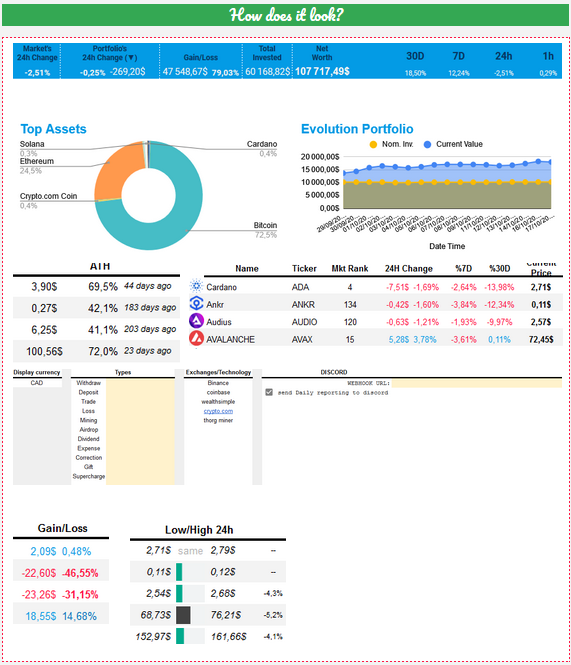 How does it look?
Market's 24h Change Portfolio's 24h Change (▼) Gain/Loss Total Invested Net Worth 30D 7D 24h 1h
-2,51% -0,25% -269,20$ 47 548,67$ 79,03% 60 168,82$ 107 717,49$ 18,50% 12,24% -2,51% 0,29%
Top Assets
Solana
0,3%
Ethereum
24,5%
Crypto.com Coin
0,4%
Cardano
0,4%
Bitcoin
72,5%
Evolution Portfolio
Nom. Inv. Current Value
20 000,00$
15 000,00$
10 000,00$
5 000,00$
0,00$
29/09/20... 30/09/20... 01/10/20... 02/10/20... 03/10/20... 04/10/20... 05/10/20... 06/10/20... 07/10/20... 08/10/20... 09/10/20... 11/10/20... 12/10/20... 13/10/20... 14/10/20... 16/10/20... 17/10/20...
Date Time
ATH
3,90$ 69,5% 44 days ago
0,27$ 42,1% 183 days ago
6,25$ 41,1% 203 days ago
100,56$ 72,0% 23 days ago
Name Ticker Mkt Rank 24H Change %7D %30D Current Price
Cardano ADA 4 -7,51$ -1,69% -2,64% -13,98% 2,71$
Ankr ANKR 134 -0,42$ -1,60% -3,84% -12,34% 0,11$
Audius AUDIO 120 -0,63$ -1,21% -1,93% -9,97% 2,57$
AVALANCHE AVAX 15 5,28$ 3,78% -3,61% 0,11% 72,45$
Display currency Types Exchanges/Technology DISCORD
CAD Withdraw Binance WEBHOOK URL:
Deposit coinbase send Daily reporting to discord
Trade wealthsimple
Loss crypto.com
Mining thorg miner
Airdrop
Dividend
Expense
Correction
Gift
Supercharge
Gain/Loss
2,09$ 0,48%
-22,60$ -46,55%
-23,26$ -31,15%
18,55$ 14,68%
Low/High 24h
2,71$ same 2,79$ --
0,11$ 0,12$ --
2,54$ 2,68$ -4,3%
68,73$ 76,21$ -5,2%
152,97$ 161,66$ -4,1%